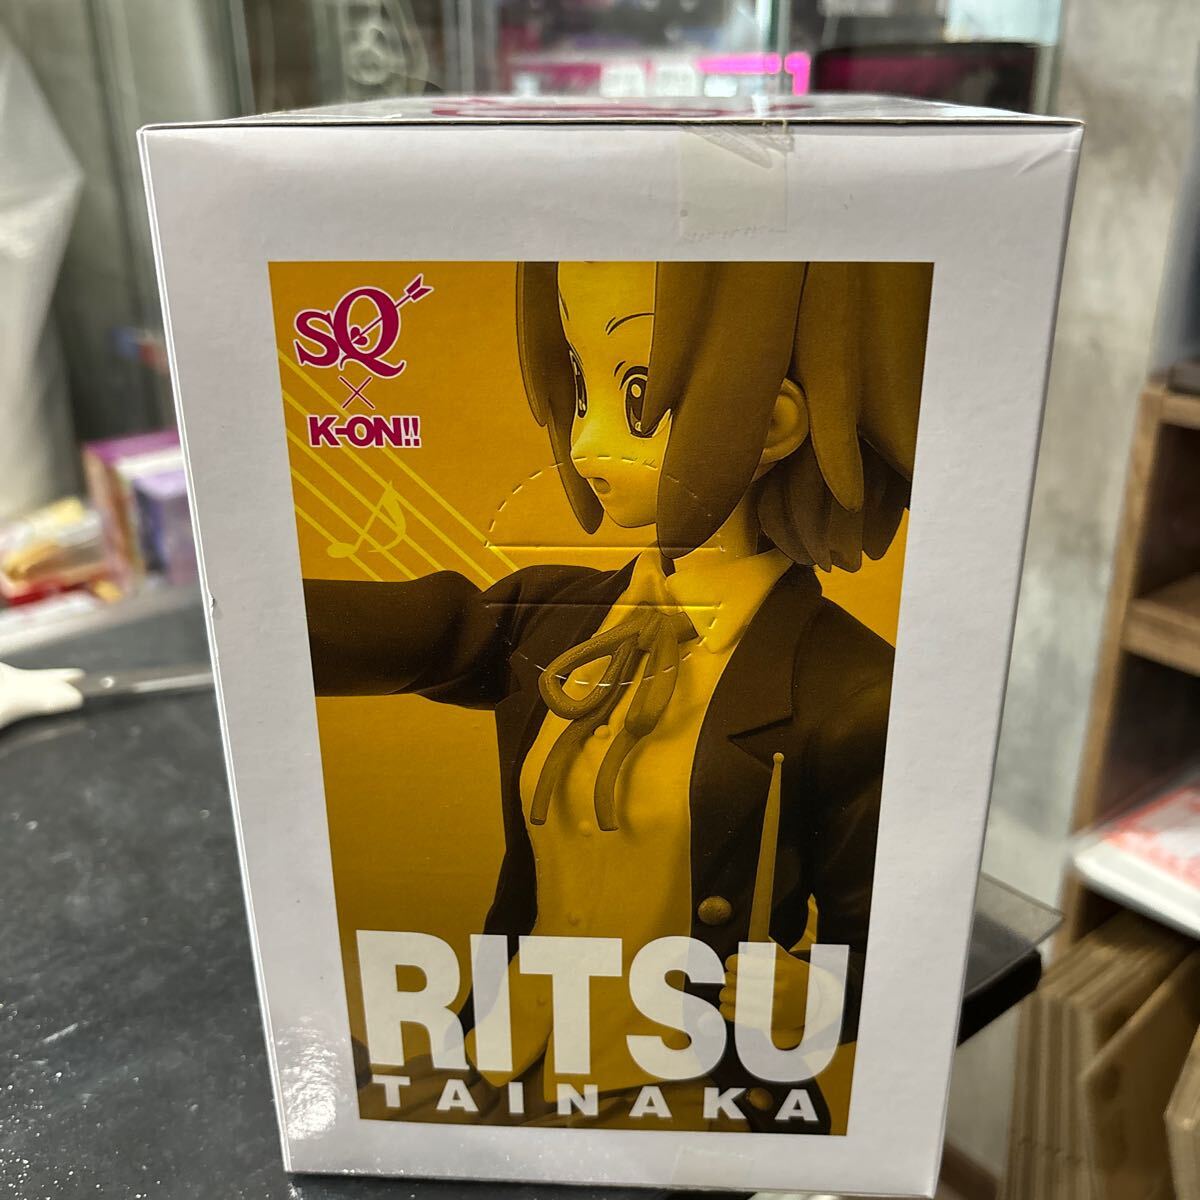 SQ
×
K-ON!!
RITSU
TAINAKA